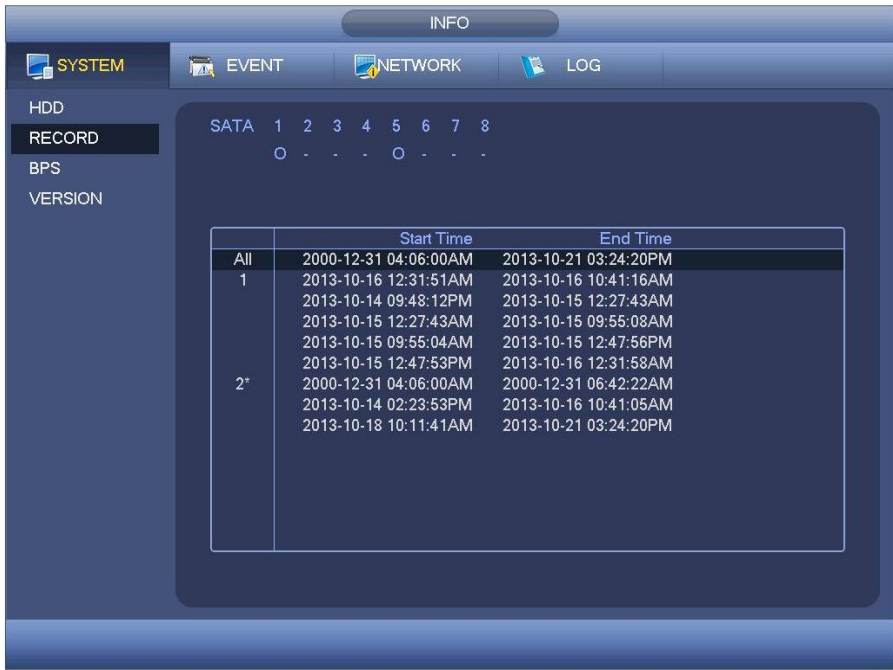 INFO
SYSTEM EVENT NETWORK LOG
HDD
RECORD
BPS
VERSION
SATA 1 2 3 4 5 6 7 8
O - - - O - - -
Start Time End Time
All 2000-12-31 04:06:00AM 2013-10-21 03:24:20PM
1 2013-10-16 12:31:51AM 2013-10-16 10:41:16AM
2013-10-14 09:48:12PM 2013-10-15 12:27:43AM
2013-10-15 12:27:43AM 2013-10-15 09:55:08AM
2013-10-15 09:55:04AM 2013-10-15 12:47:56PM
2013-10-15 12:47:53PM 2013-10-16 12:31:58AM
2* 2000-12-31 04:06:00AM 2000-12-31 06:42:22AM
2013-10-14 02:23:53PM 2013-10-16 10:41:05AM
2013-10-18 10:11:41AM 2013-10-21 03:24:20PM